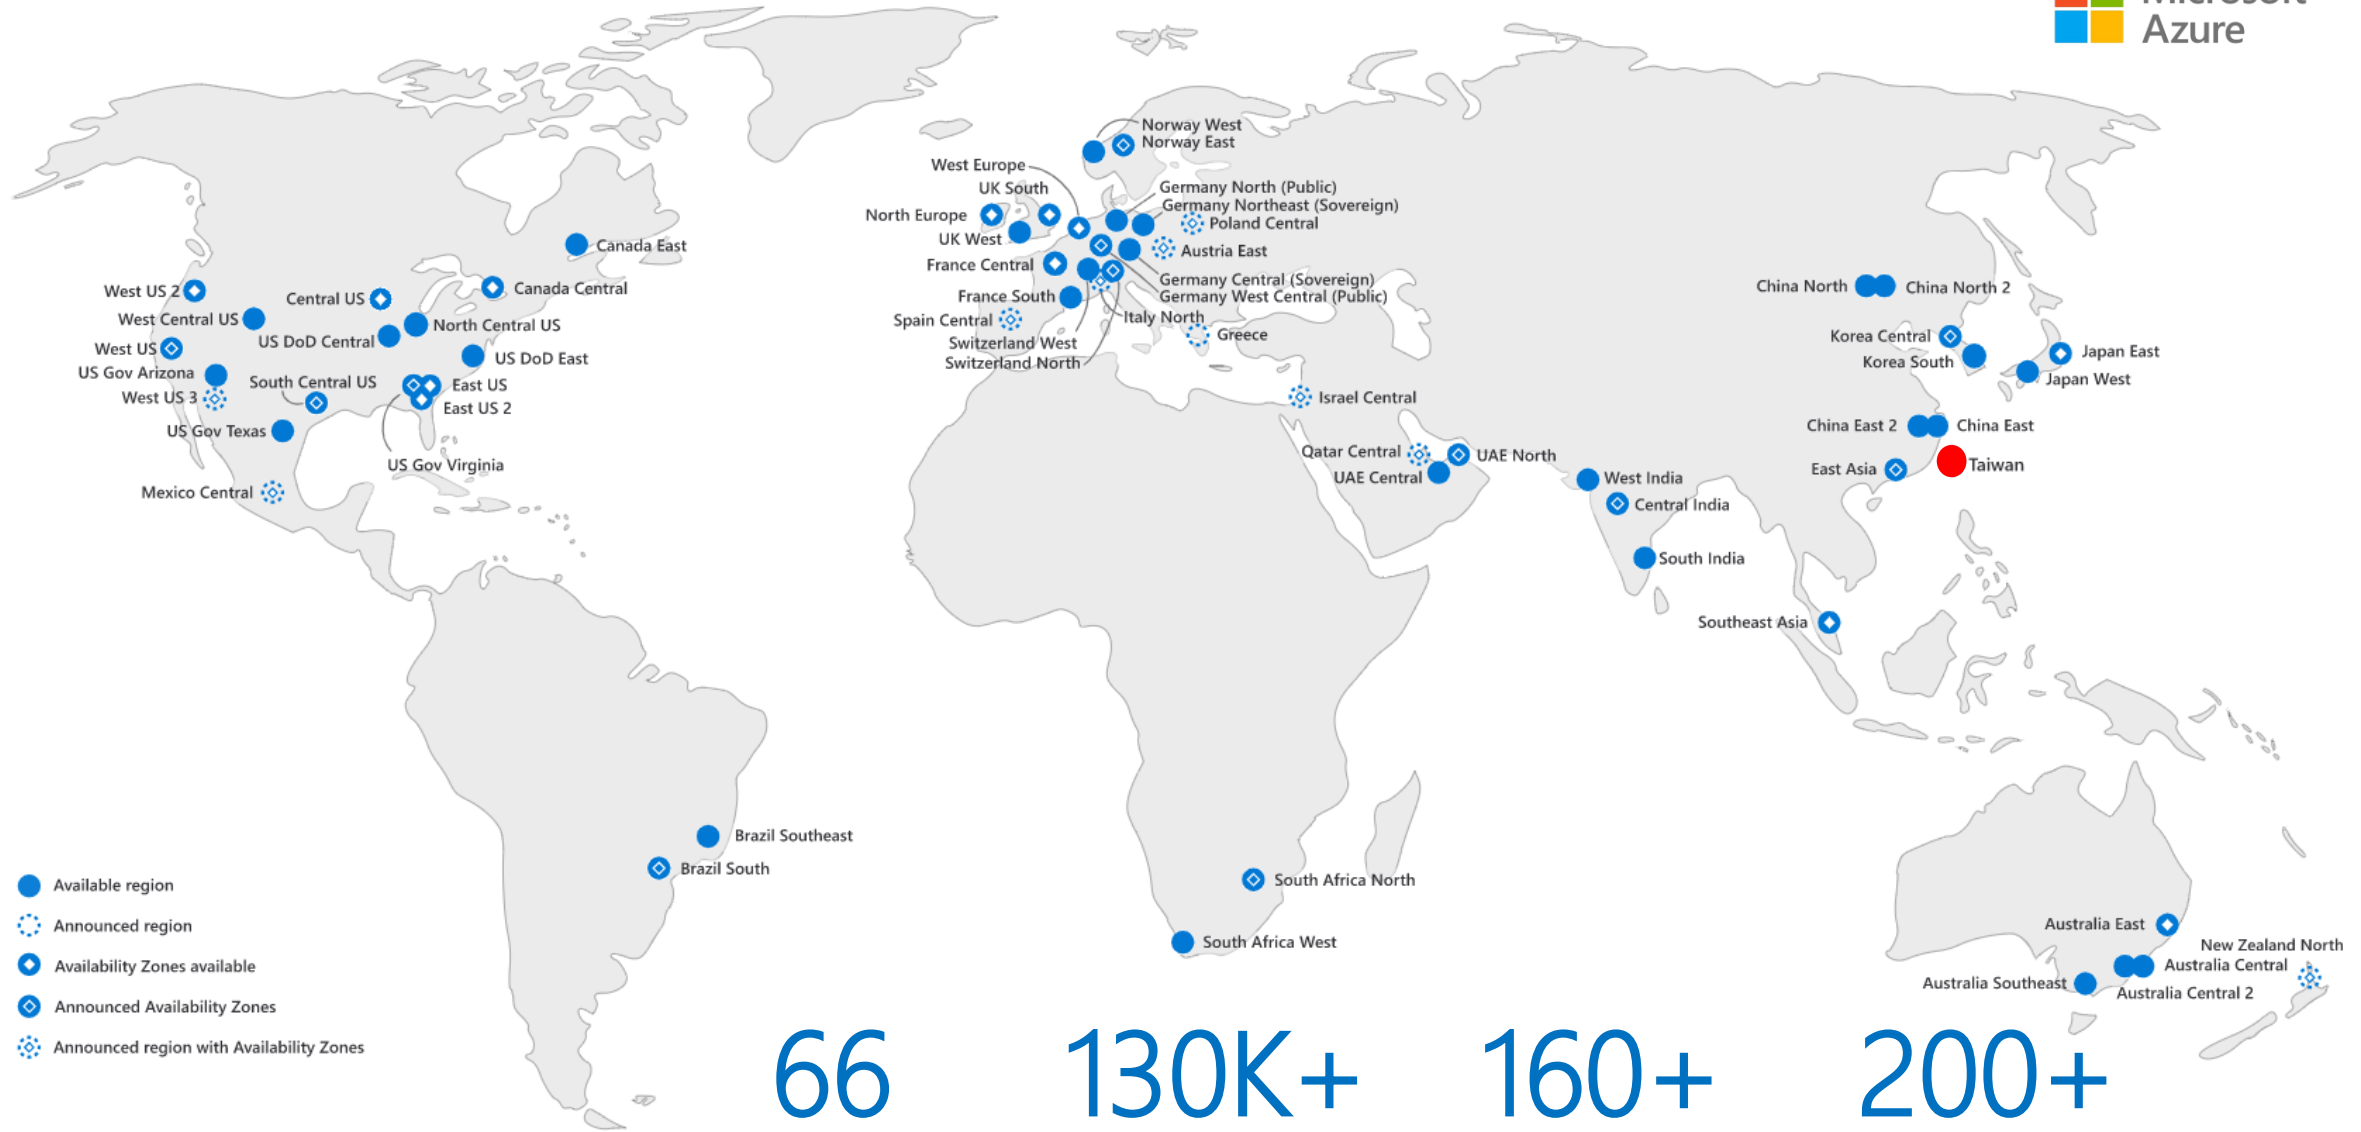 Microsoft
Azure
Norway West
Norway East
West Europe
UK South
Germany North (Public)
Germany Northeast (Sovereign)
North Europe
Poland Central
UK West
Austria East
France Central
Germany Central (Sovereign)
Germany West Central (Public)
France South
Italy North
Spain Central
Greece
Switzerland West
Switzerland North
Canada East
West US 2
Central US
Canada Central
West Central US
North Central US
US DoD Central
West US
US DoD East
US Gov Arizona
South Central US
East US
West US 3
East US 2
US Gov Texas
US Gov Virginia
Mexico Central
Israel Central
Qatar Central
UAE North
UAE Central
West India
Central India
South India
China North
China North 2
Korea Central
Korea South
Japan East
Japan West
China East 2
China East
East Asia
Taiwan
Southeast Asia
Brazil Southeast
Brazil South
South Africa North
South Africa West
Australia East
New Zealand North
Australia Central
Australia Southeast
Australia Central 2
Available region
Announced region
Availability Zones available
Announced Availability Zones
Announced region with Availability Zones
66
130K+
160+
200+